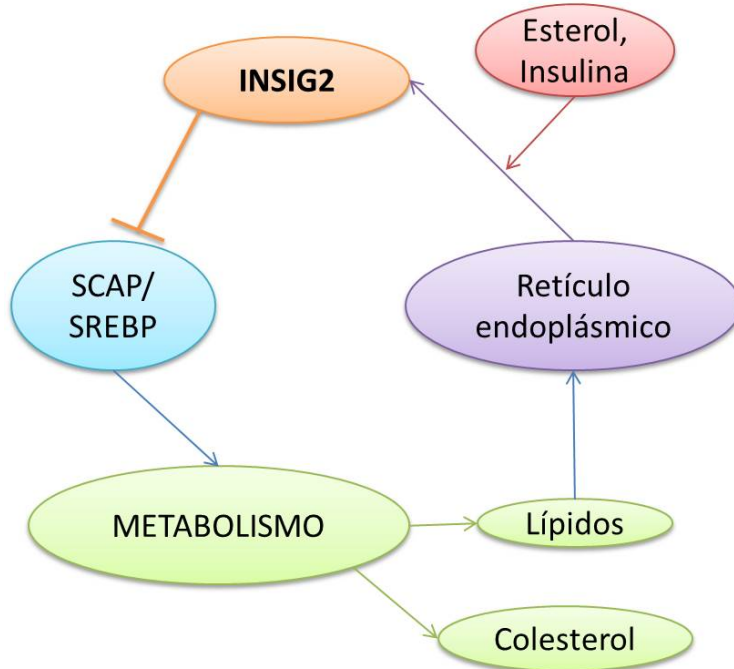 Esterol,
Insulina
INSIG2
SCAP/
SREBP
Retículo
endoplásmico
METABOLISMO
Lípidos
Colesterol